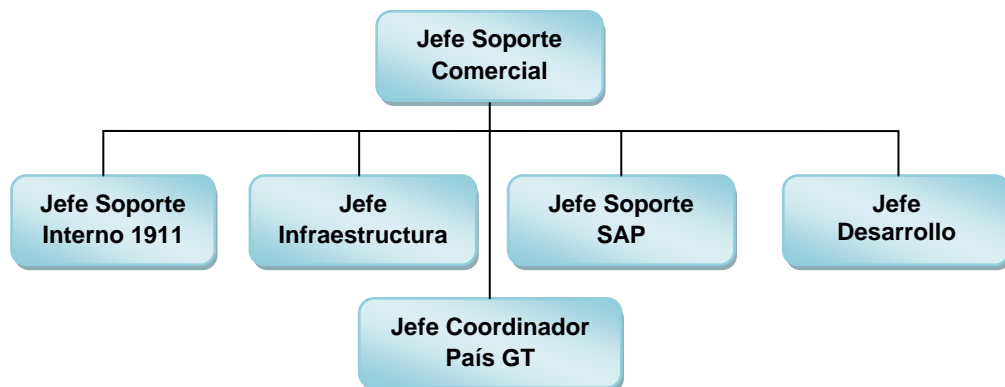 Jefe Soporte
Comercial
Jefe Soporte
Interno 1911
Jefe
Infraestructura
Jefe Soporte
SAP
Jefe
Desarrollo
Jefe Coordinador
País GT